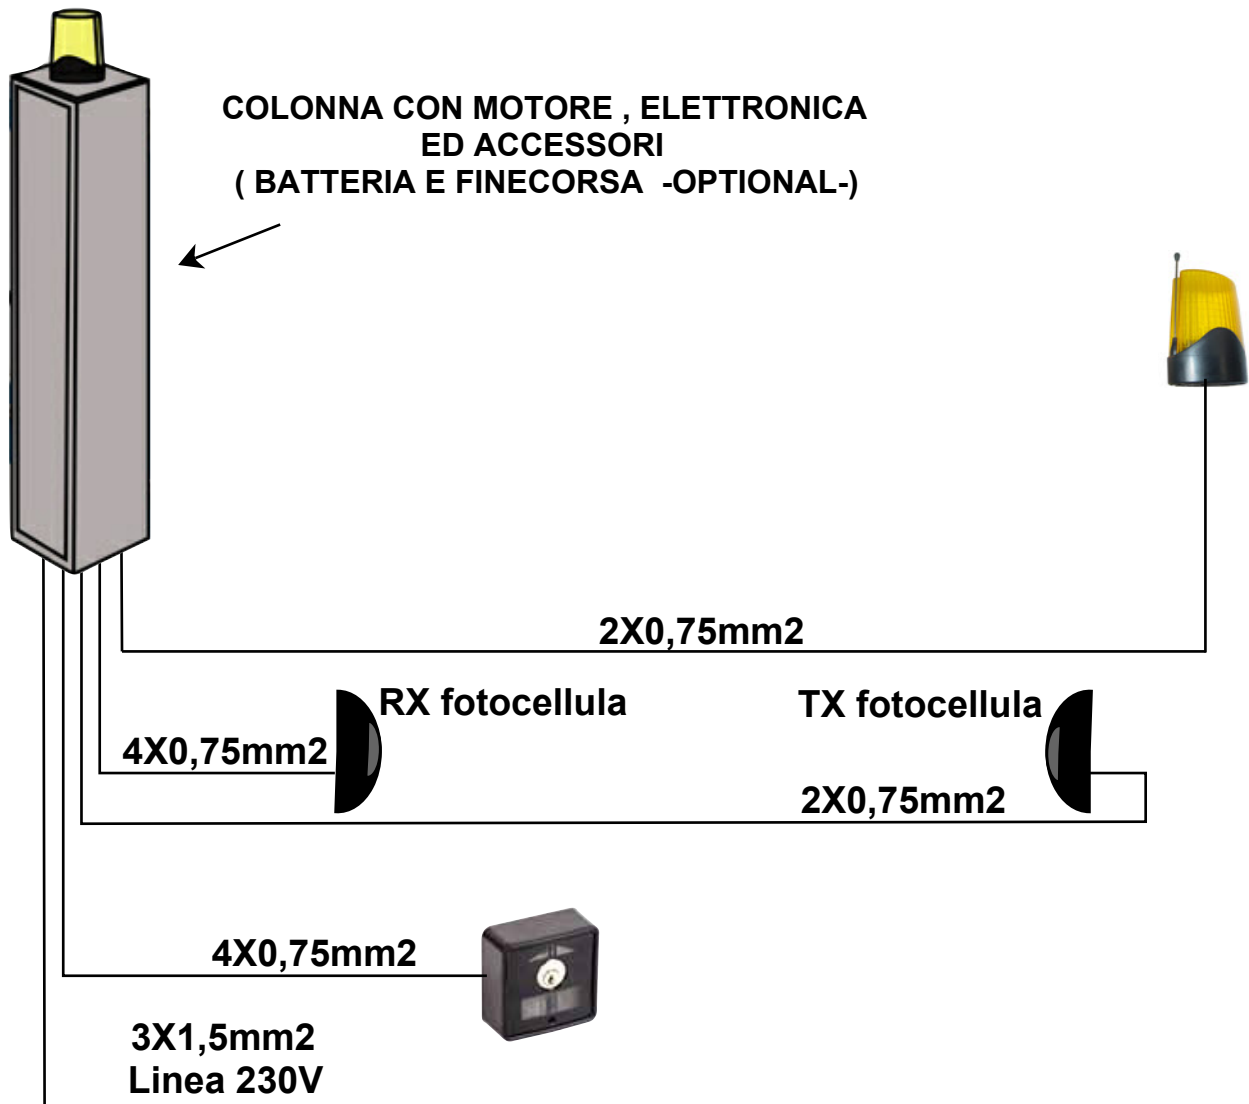 COLONNA CON MOTORE , ELETTRONICA
ED ACCESSORI
( BATTERIA E FINECORSA -OPTIONAL-)
2X0,75mm2
RX fotocellula
TX fotocellula
4X0,75mm2
2X0,75mm2
4X0,75mm2
3X1,5mm2
Linea 230V